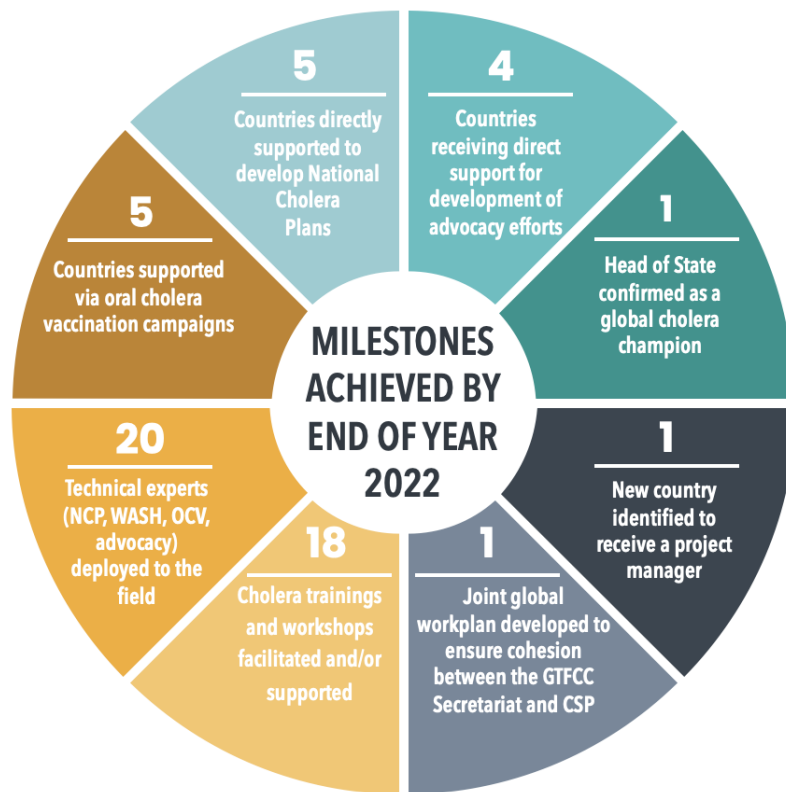 5
Countries directly
supported to
develop National
Cholera
Plans
4
Countries
receiving direct
support for
development of
advocacy efforts
1
Head of State
confirmed as a
global cholera
champion
1
New country
identified to
receive a project
manager
1
Joint global
workplan developed to
ensure cohesion
between the GTFCC
Secretariat and CSP
18
Cholera trainings
and workshops
facilitated and/or
supported
20
Technical experts
(NCP, WASH, OCV,
advocacy)
deployed to the
field
5
Countries supported
via oral cholera
vaccination campaigns
MILESTONES
ACHIEVED BY
END OF YEAR
2022